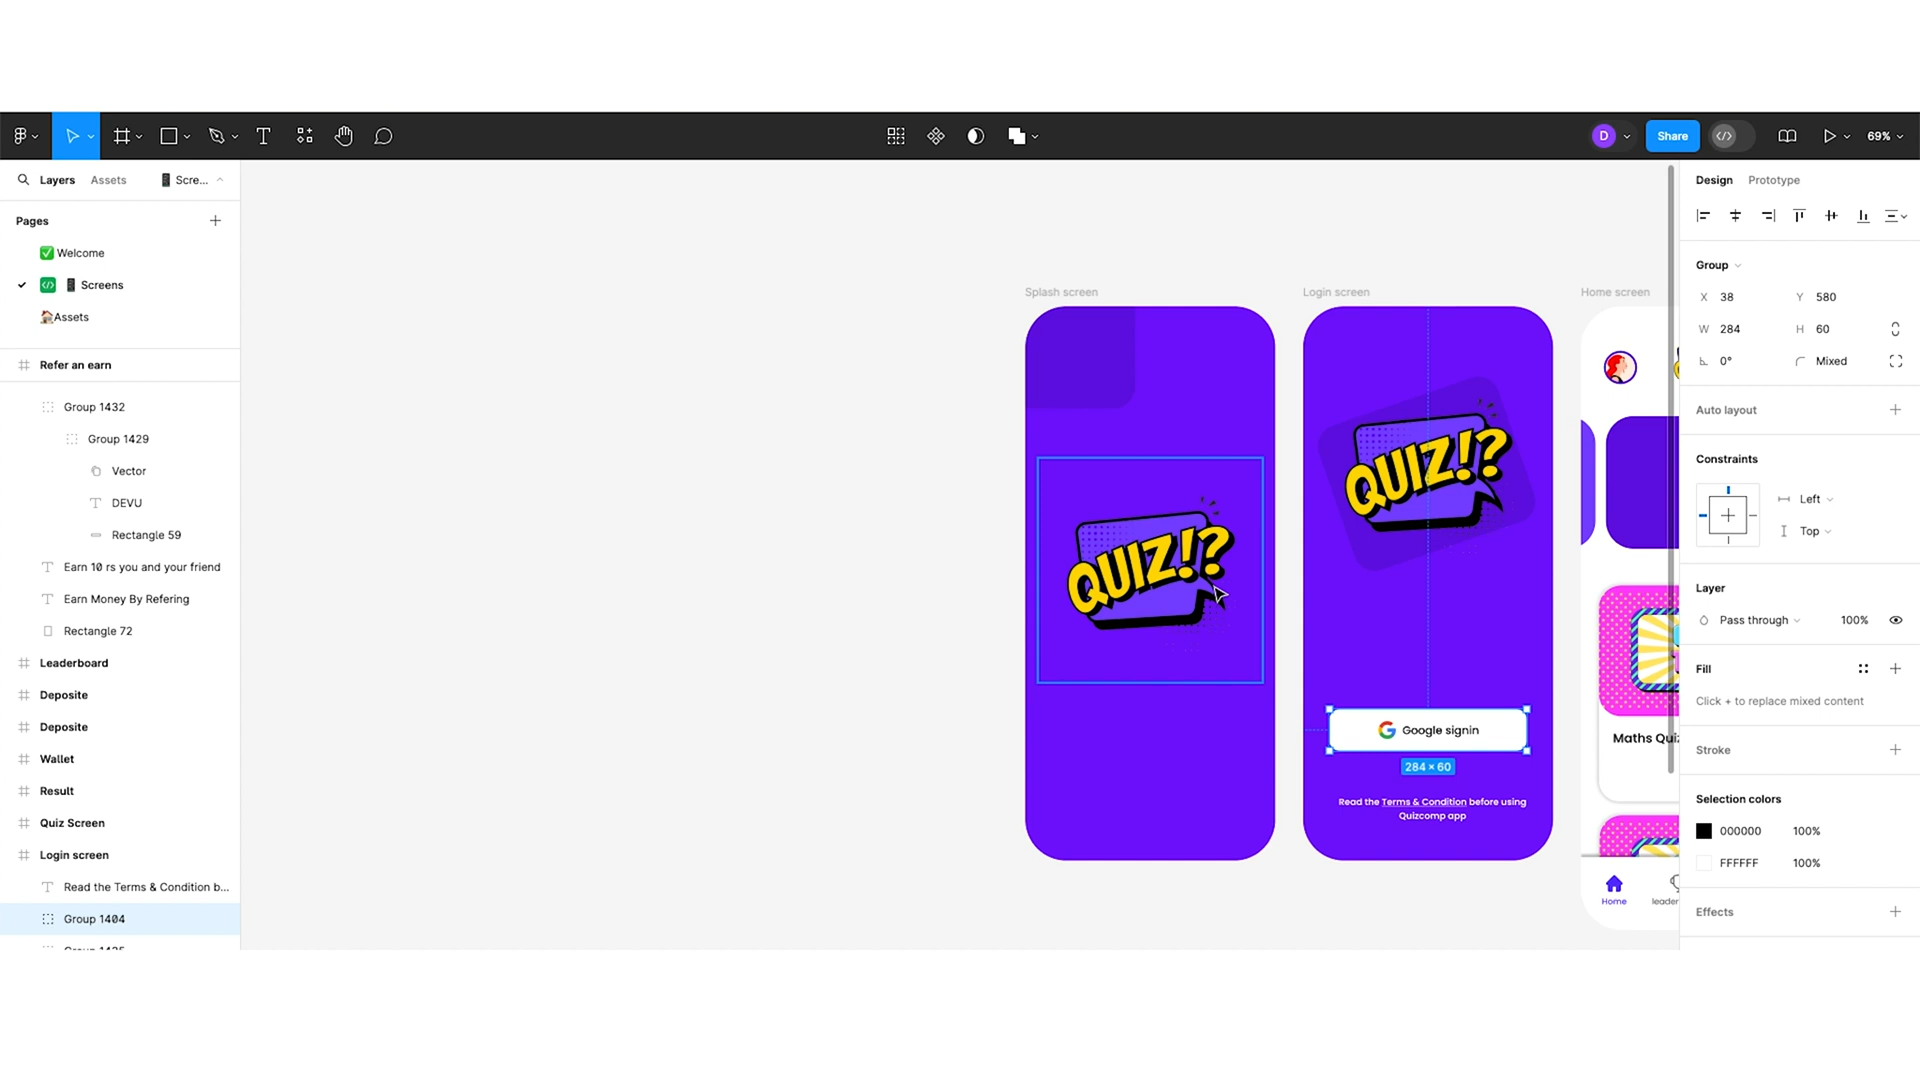 D
Share
69%
Layers
Assets
Scre...
Pages
Welcome
Screens
Assets
Refer an earn
Group 1432
Group 1429
Vector
DEVU
Rectangle 59
Earn 10 rs you and your friend
Earn Money By Refering
Rectangle 72
Leaderboard
Deposite
Deposite
Wallet
Result
Quiz Screen
Login screen
Read the Terms & Condition b...
Group 1404
Splash screen
QUIZ!?
Login screen
QUIZ!?
Google signin
284 × 60
Read the Terms & Condition before using
Quizcomp app
Home screen
Maths Qui
Home
leader
Design
Prototype
Group
X 38
Y 580
W 284
H 60
0°
Mixed
Auto layout
Constraints
Left
Top
Layer
Pass through
100%
Fill
Click + to replace mixed content
Stroke
Selection colors
000000 100%
FFFFFF 100%
Effects